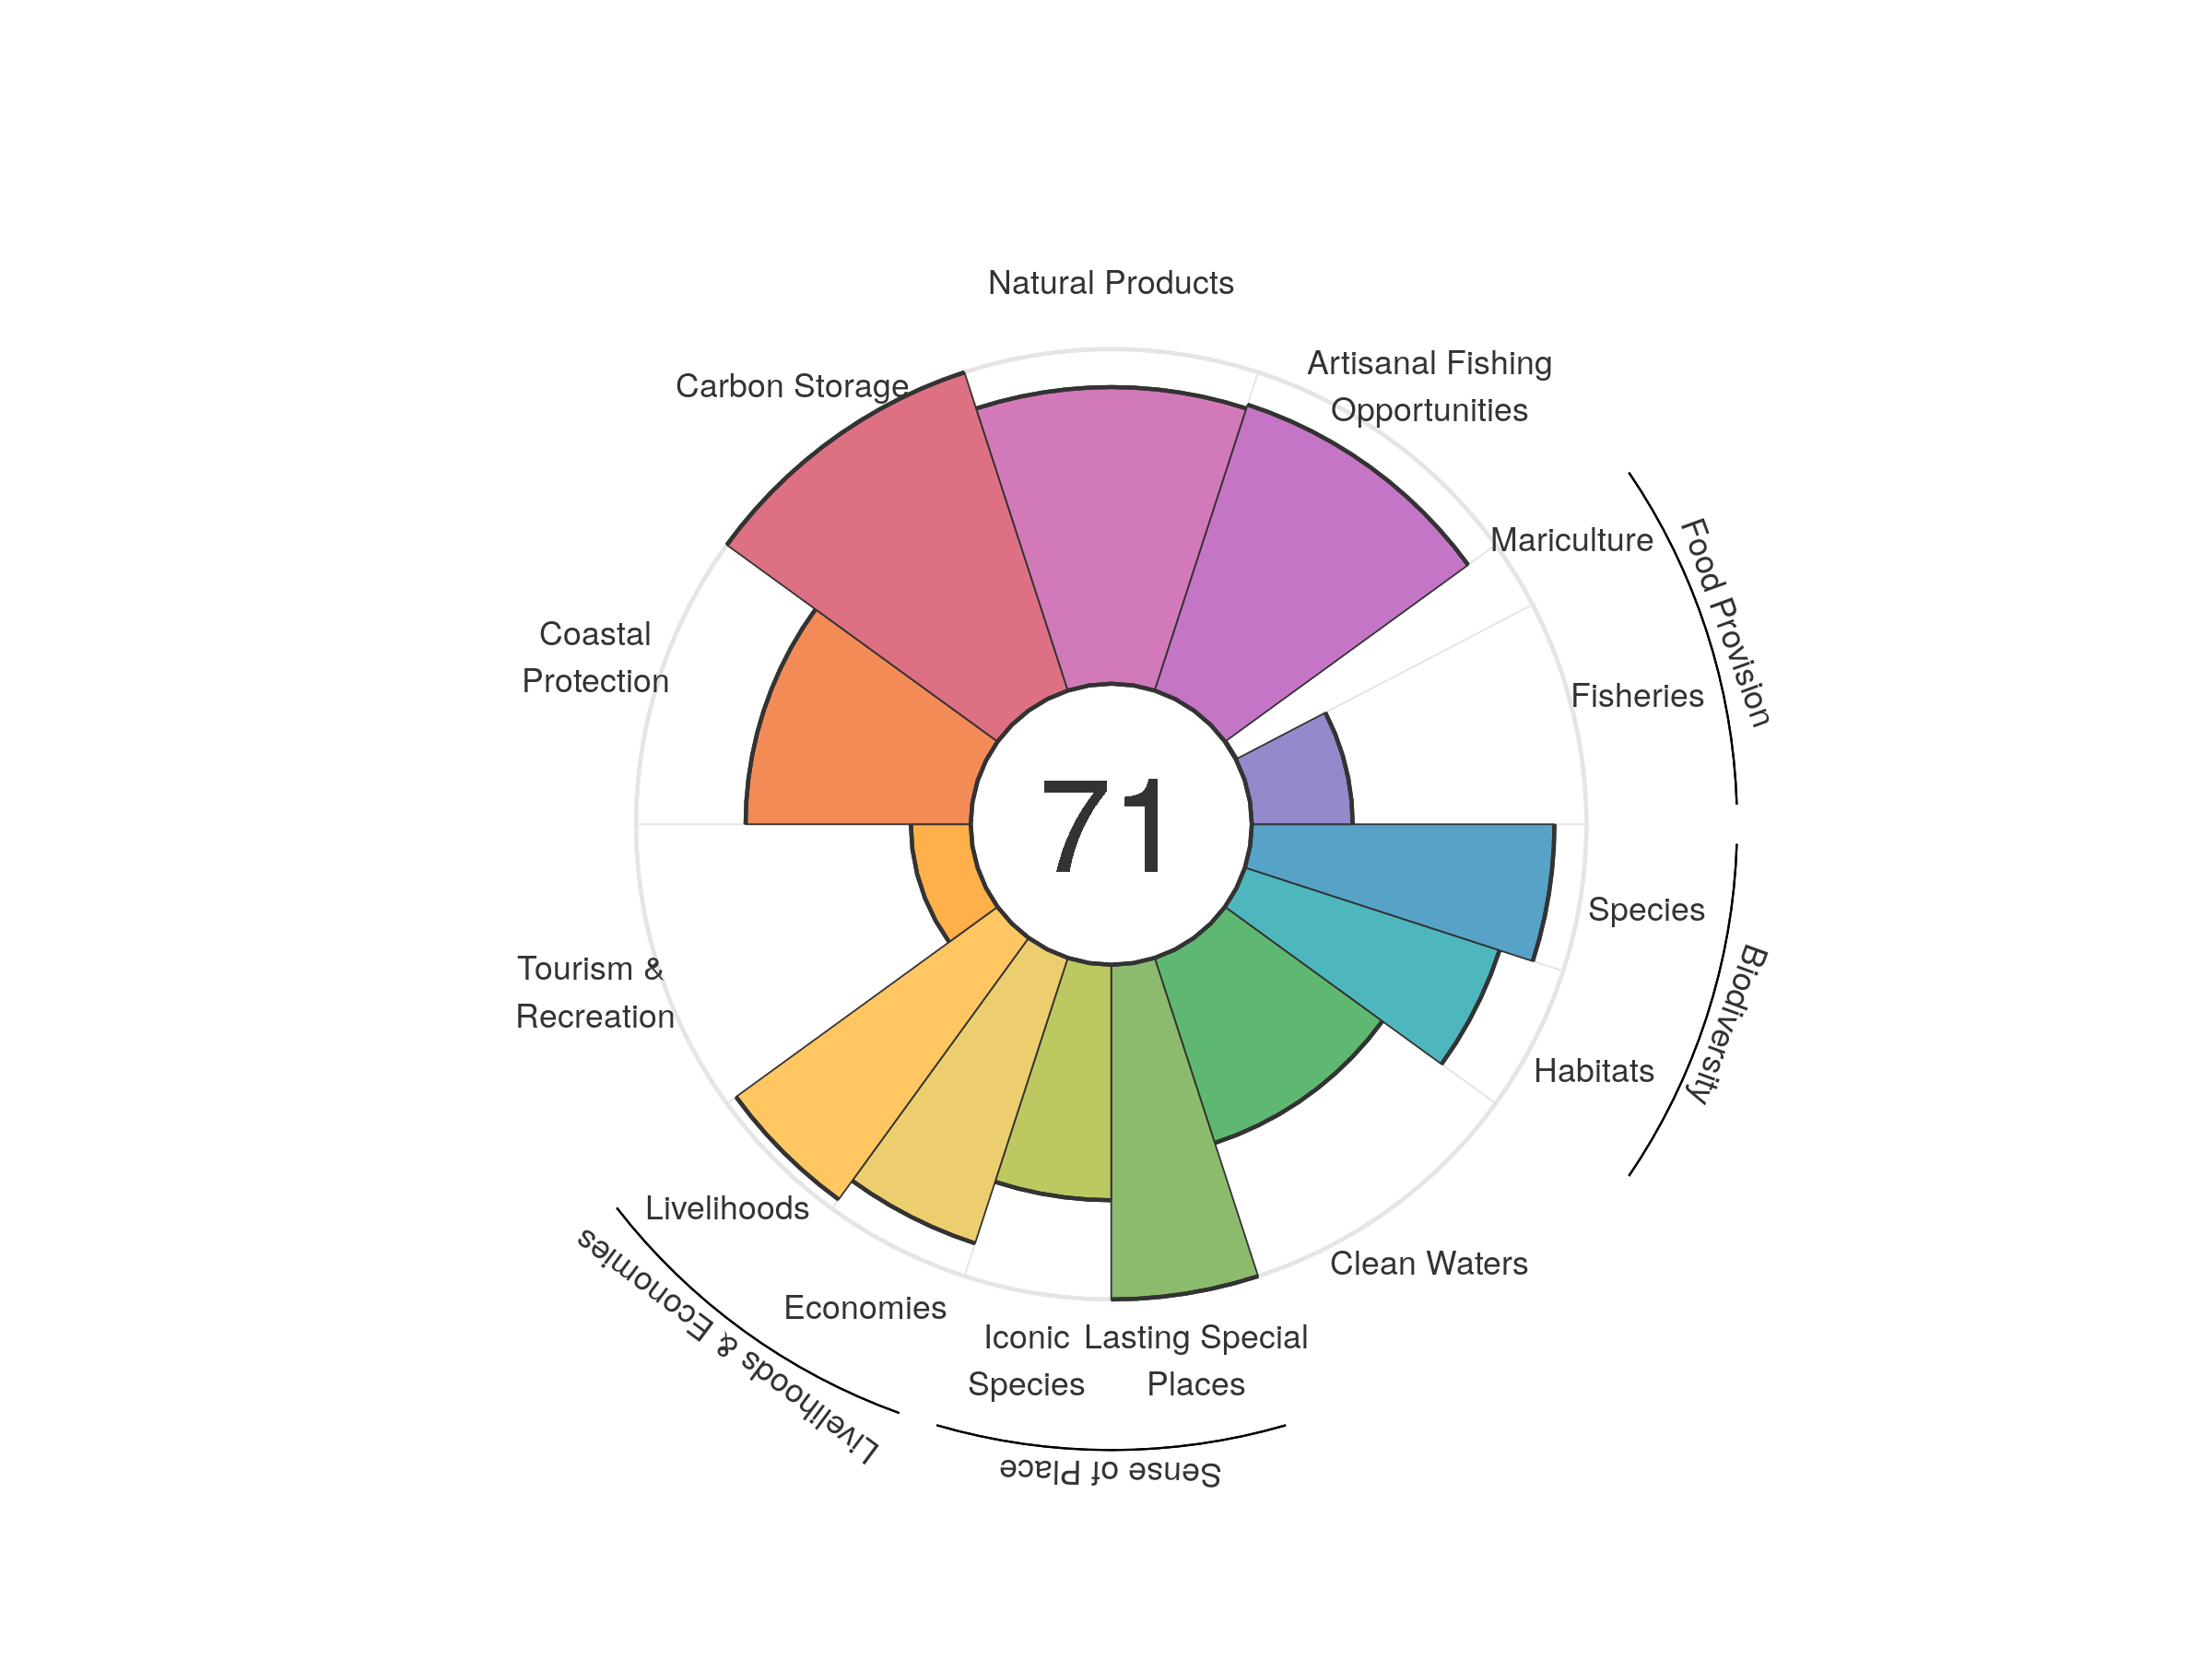 Natural Products
Artisanal Fishing
Opportunities
Carbon Storage
Mariculture
Food Provision
Coastal
Protection
Fisheries
71
Species
Biodiversity
Tourism &
Recreation
Habitats
Livelihoods
Clean Waters
Livelihoods & Economies
Economies
Iconic
Species
Lasting Special
Places
Sense of Place